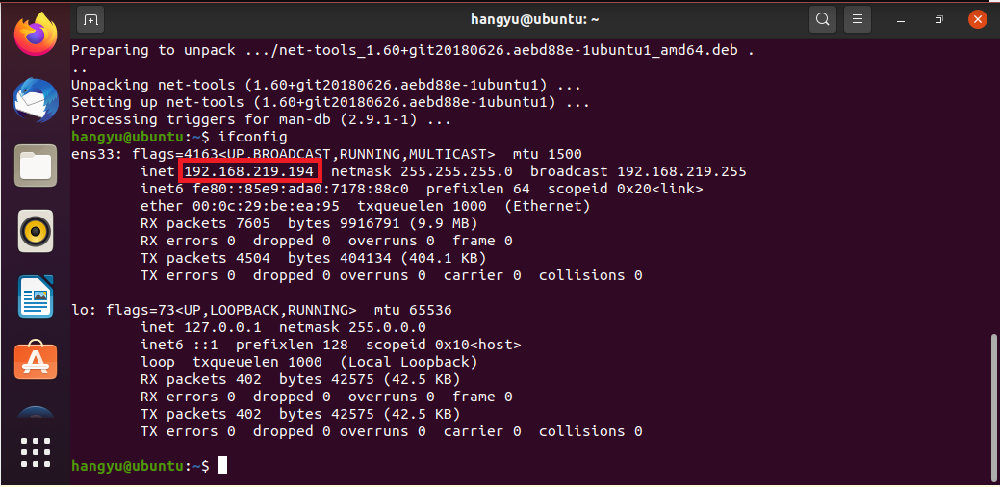 hangyu@ubuntu: ~
Preparing to unpack .../net-tools_1.60+git20180626.aebd88e-1ubuntu1_amd64.deb .
..
Unpacking net-tools (1.60+git20180626.aebd88e-1ubuntu1) ...
Setting up net-tools (1.60+git20180626.aebd88e-1ubuntu1) ...
Processing triggers for man-db (2.9.1-1) ...
hangyu@ubuntu:~$ ifconfig
ens33: flags=4163<UP,BROADCAST,RUNNING,MULTICAST>  mtu 1500
        inet 192.168.219.194  netmask 255.255.255.0  broadcast 192.168.219.255
        inet6 fe80::85e9:ada0:7178:88c0  prefixlen 64  scopeid 0x20<link>
        ether 00:0c:29:be:ea:95  txqueuelen 1000  (Ethernet)
        RX packets 7605  bytes 9916791 (9.9 MB)
        RX errors 0  dropped 0  overruns 0  frame 0
        TX packets 4504  bytes 404134 (404.1 KB)
        TX errors 0  dropped 0 overruns 0  carrier 0  collisions 0

lo: flags=73<UP,LOOPBACK,RUNNING>  mtu 65536
        inet 127.0.0.1  netmask 255.0.0.0
        inet6 ::1  prefixlen 128  scopeid 0x10<host>
        loop  txqueuelen 1000  (Local Loopback)
        RX packets 402  bytes 42575 (42.5 KB)
        RX errors 0  dropped 0  overruns 0  frame 0
        TX packets 402  bytes 42575 (42.5 KB)
        TX errors 0  dropped 0 overruns 0  carrier 0  collisions 0

hangyu@ubuntu:~$